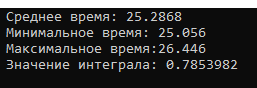 Среднее время: 25.2868
Минимальное время: 25.056
Максимальное время:26.446
Значение интеграла: 0.7853982